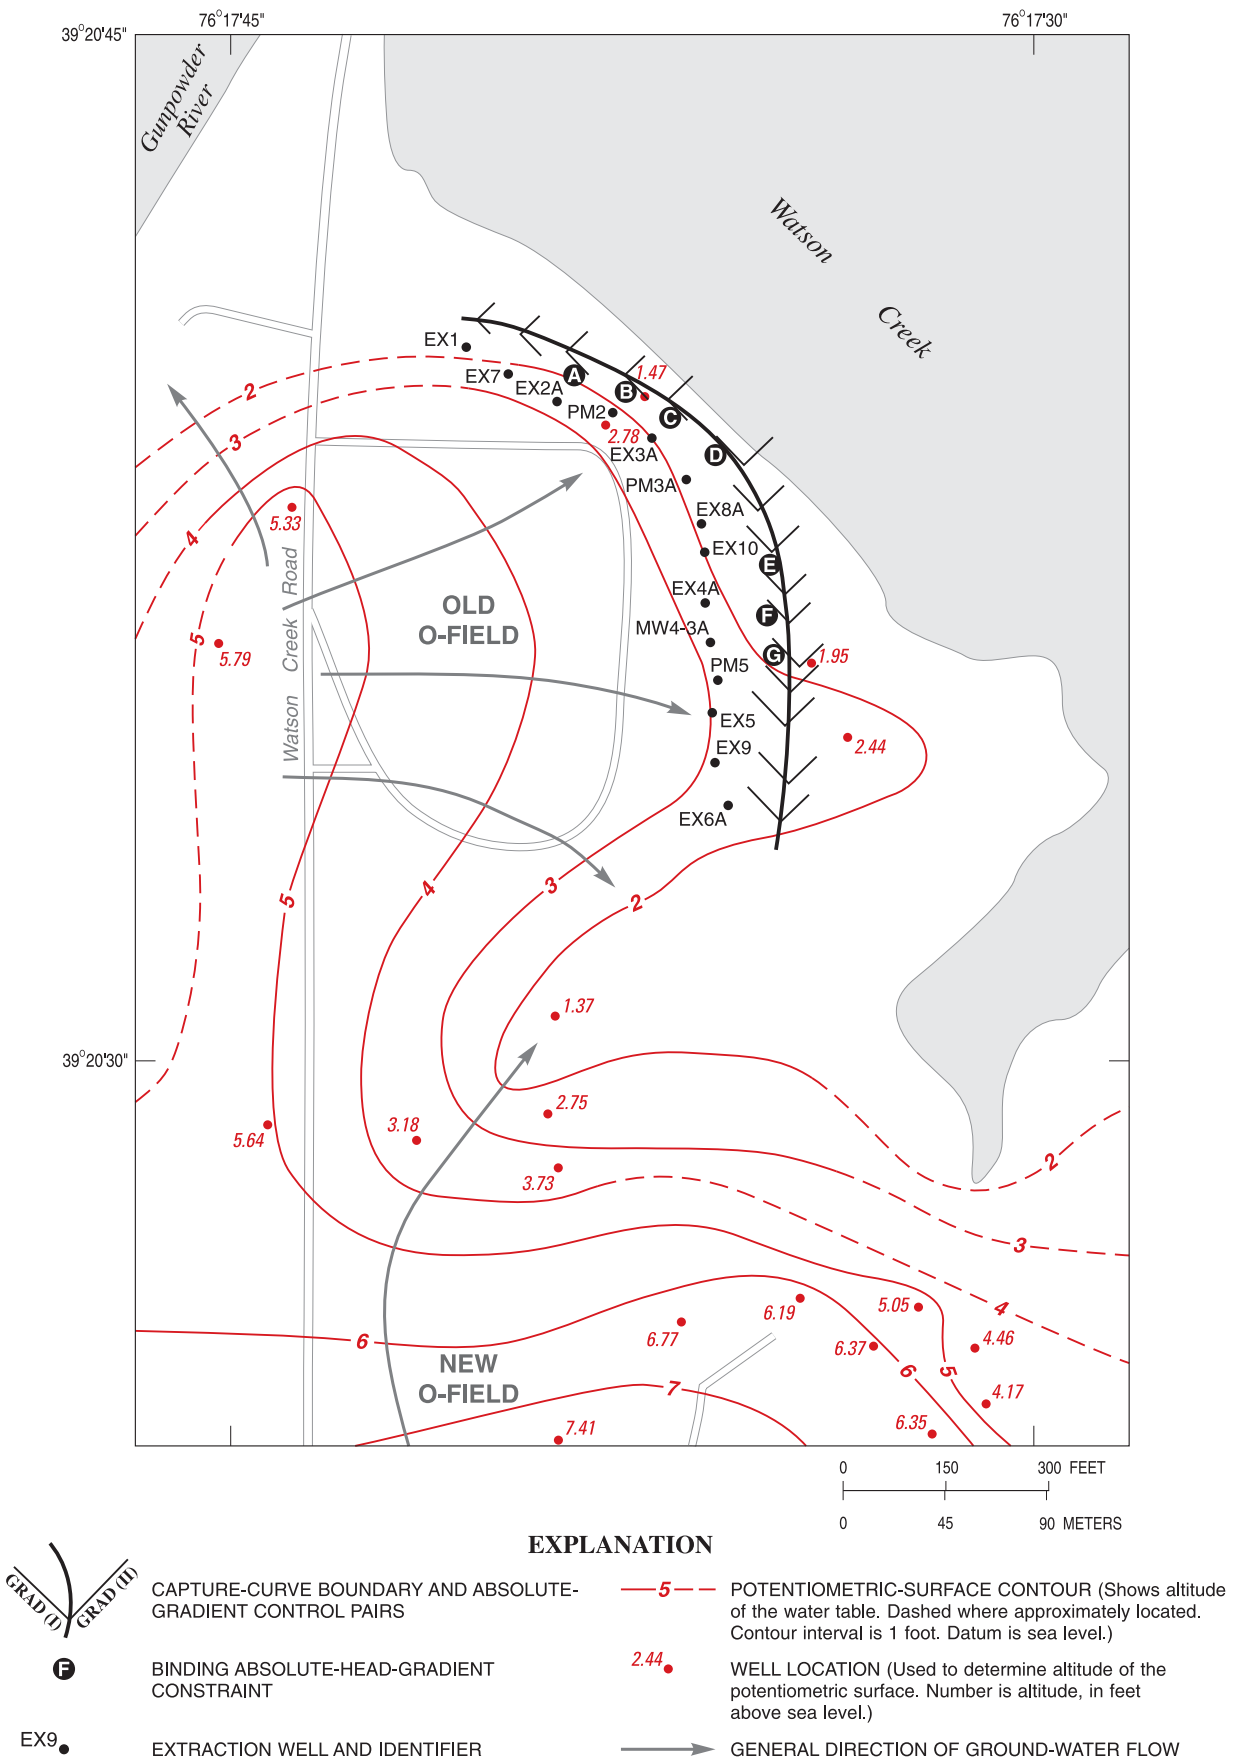 76°17'45"
76°17'30"
39°20'45"
Gunpowder
River
Watson
Creek
EX1
EX7
EX2A
A
B
1.47
PM2
C
2.78
EX3A
D
PM3A
EX8A
EX10
E
EX4A
F
MW4-3A
G
1.95
PM5
EX5
2.44
EX9
EX6A
2
3
4
5
5.33
5.79
Watson Creek Road
OLD
O-FIELD
5
4
3
2
1.37
39°20'30"
2.75
3.18
5.64
3.73
2
3
4
5.05
6.19
6.77
6.37
4.46
6
6
5
NEW
O-FIELD
7
4.17
7.41
6.35
0 150 300 FEET
0 45 90 METERS
EXPLANATION
GRAD (I) GRAD (II)
CAPTURE-CURVE BOUNDARY AND ABSOLUTE-
GRADIENT CONTROL PAIRS
F
BINDING ABSOLUTE-HEAD-GRADIENT
CONSTRAINT
EX9
EXTRACTION WELL AND IDENTIFIER
5
POTENTIOMETRIC-SURFACE CONTOUR (Shows altitude
of the water table. Dashed where approximately located.
Contour interval is 1 foot. Datum is sea level.)
2.44
WELL LOCATION (Used to determine altitude of the
potentiometric surface. Number is altitude, in feet
above sea level.)
GENERAL DIRECTION OF GROUND-WATER FLOW